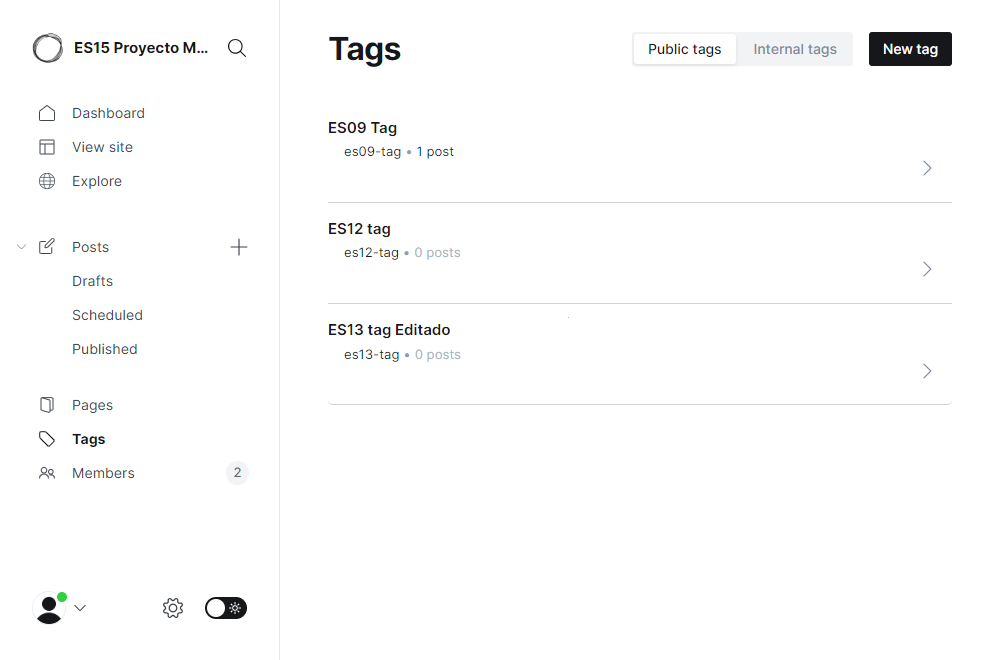 ES15 Proyecto M...
Dashboard
View site
Explore
Posts
Drafts
Scheduled
Published
Pages
Tags
Members 2
Tags
Public tags Internal tags New tag
ES09 Tag
es09-tag • 1 post
ES12 tag
es12-tag • 0 posts
ES13 tag Editado
es13-tag • 0 posts